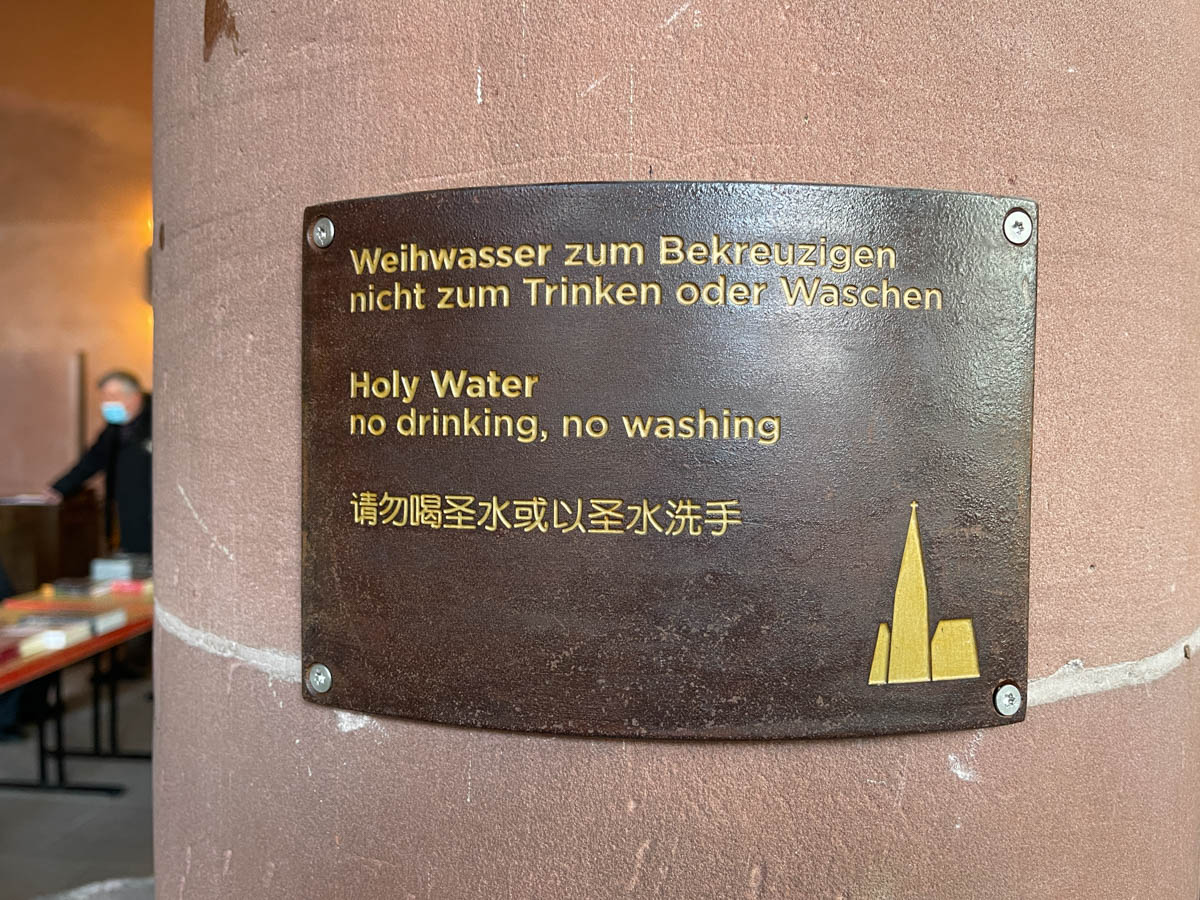 Weihwasser zum Bekreuzigen
nicht zum Trinken oder Waschen
Holy Water
no drinking, no washing
请勿喝圣水或以圣水洗手